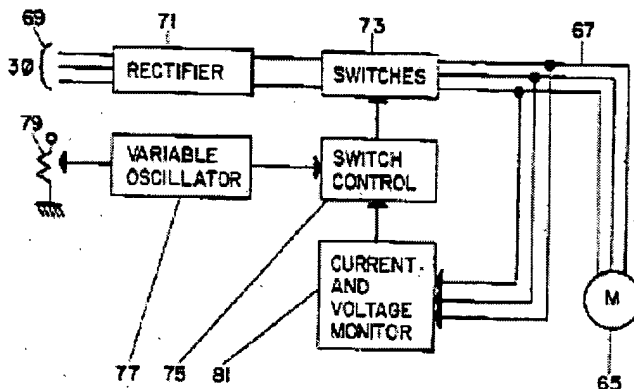 69
71
73
67
3Ø
RECTIFIER
SWITCHES
79
VARIABLE
OSCILLATOR
SWITCH
CONTROL
CURRENT
AND
VOLTAGE
MONITOR
M
77
75
81
65